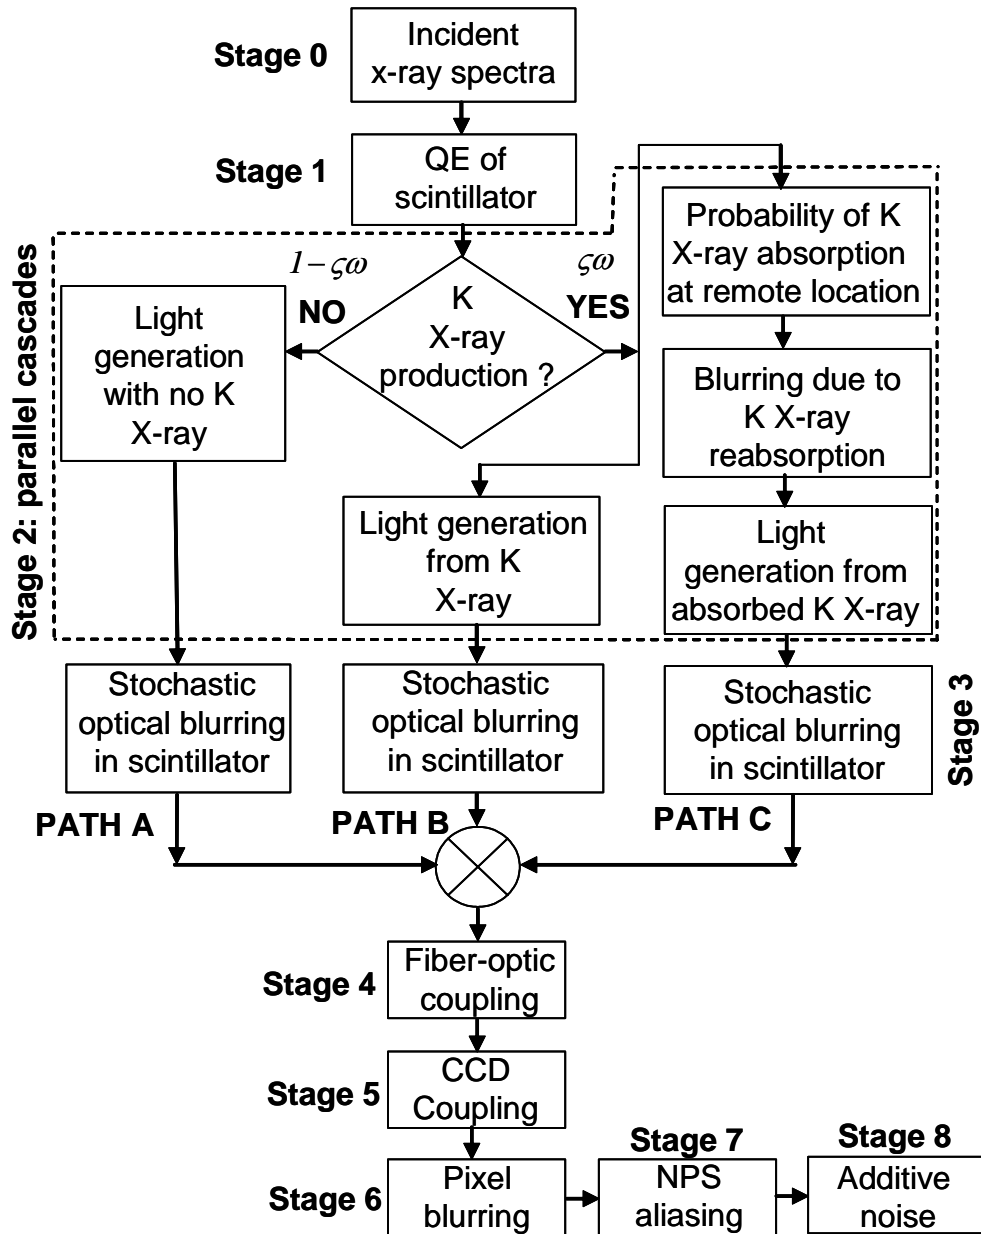 Stage 0
Incident
x-ray spectra
Stage 1
QE of
scintillator
Stage 2: parallel cascades
1-ςω
NO
K
X-ray
production ?
ςω
YES
Light
generation
with no K
X-ray
Probability of K
X-ray absorption
at remote location
Blurring due to
K X-ray
reabsorption
Light generation
from K
X-ray
Light
generation from
absorbed K X-ray
Stochastic
optical blurring
in scintillator
Stochastic
optical blurring
in scintillator
Stochastic
optical blurring
in scintillator
Stage 3
PATH A
PATH B
PATH C
Stage 4
Fiber-optic
coupling
Stage 5
CCD
Coupling
Stage 6
Pixel
blurring
Stage 7
NPS
aliasing
Stage 8
Additive
noise